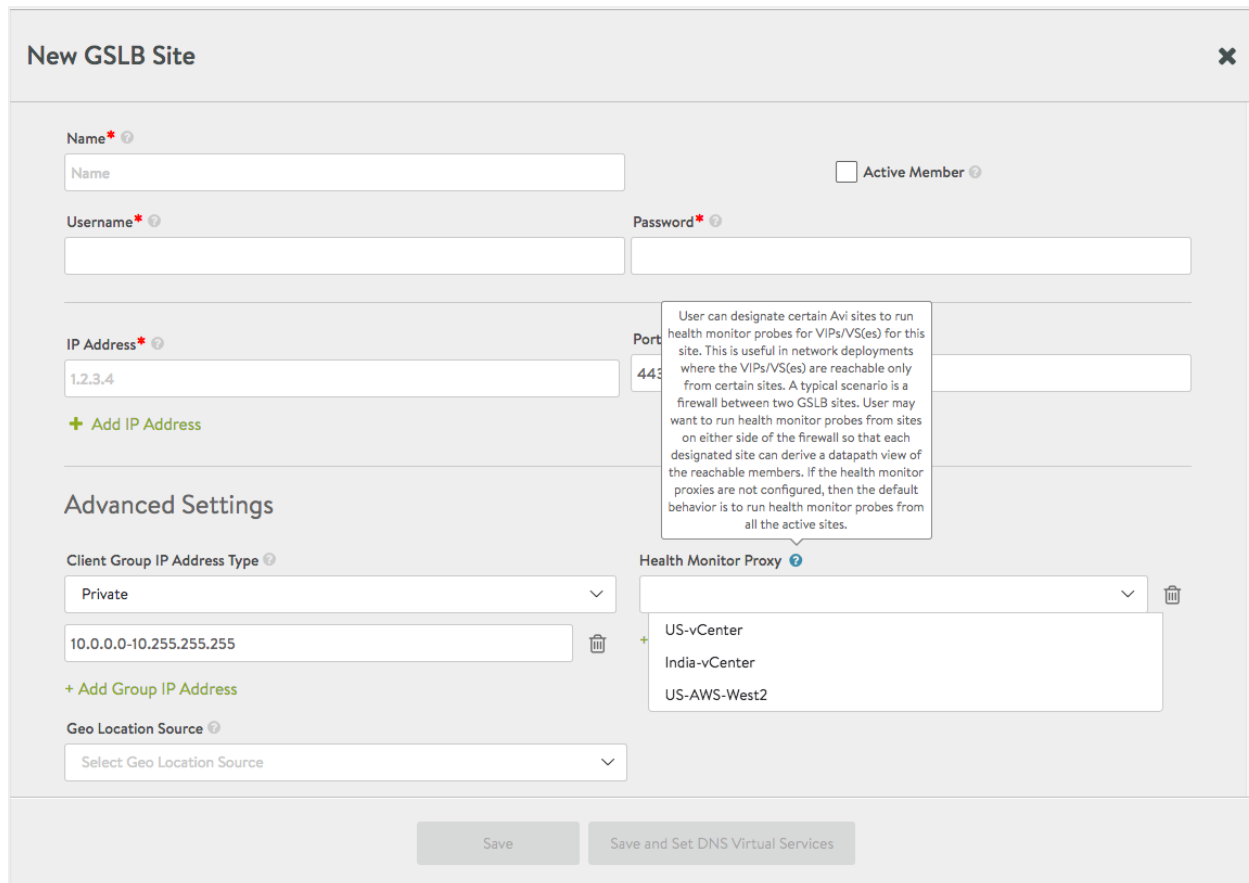 New GSLB Site
Name*
Name
Active Member
Username*
Password*
IP Address*
1.2.3.4
+ Add IP Address
Port
443
User can designate certain Avi sites to run
health monitor probes for VIPs/VS(es) for this
site. This is useful in network deployments
where the VIPs/VS(es) are reachable only
from certain sites. A typical scenario is a
firewall between two GSLB sites. User may
want to run health monitor probes from sites
on either side of the firewall so that each
designated site can derive a datapath view of
the reachable members. If the health monitor
proxies are not configured, then the default
behavior is to run health monitor probes from
all the active sites.
Advanced Settings
Client Group IP Address Type
Private
10.0.0.0-10.255.255.255
+ Add Group IP Address
Health Monitor Proxy
+
US-vCenter
India-vCenter
US-AWS-West2
Geo Location Source
Select Geo Location Source
Save
Save and Set DNS Virtual Services